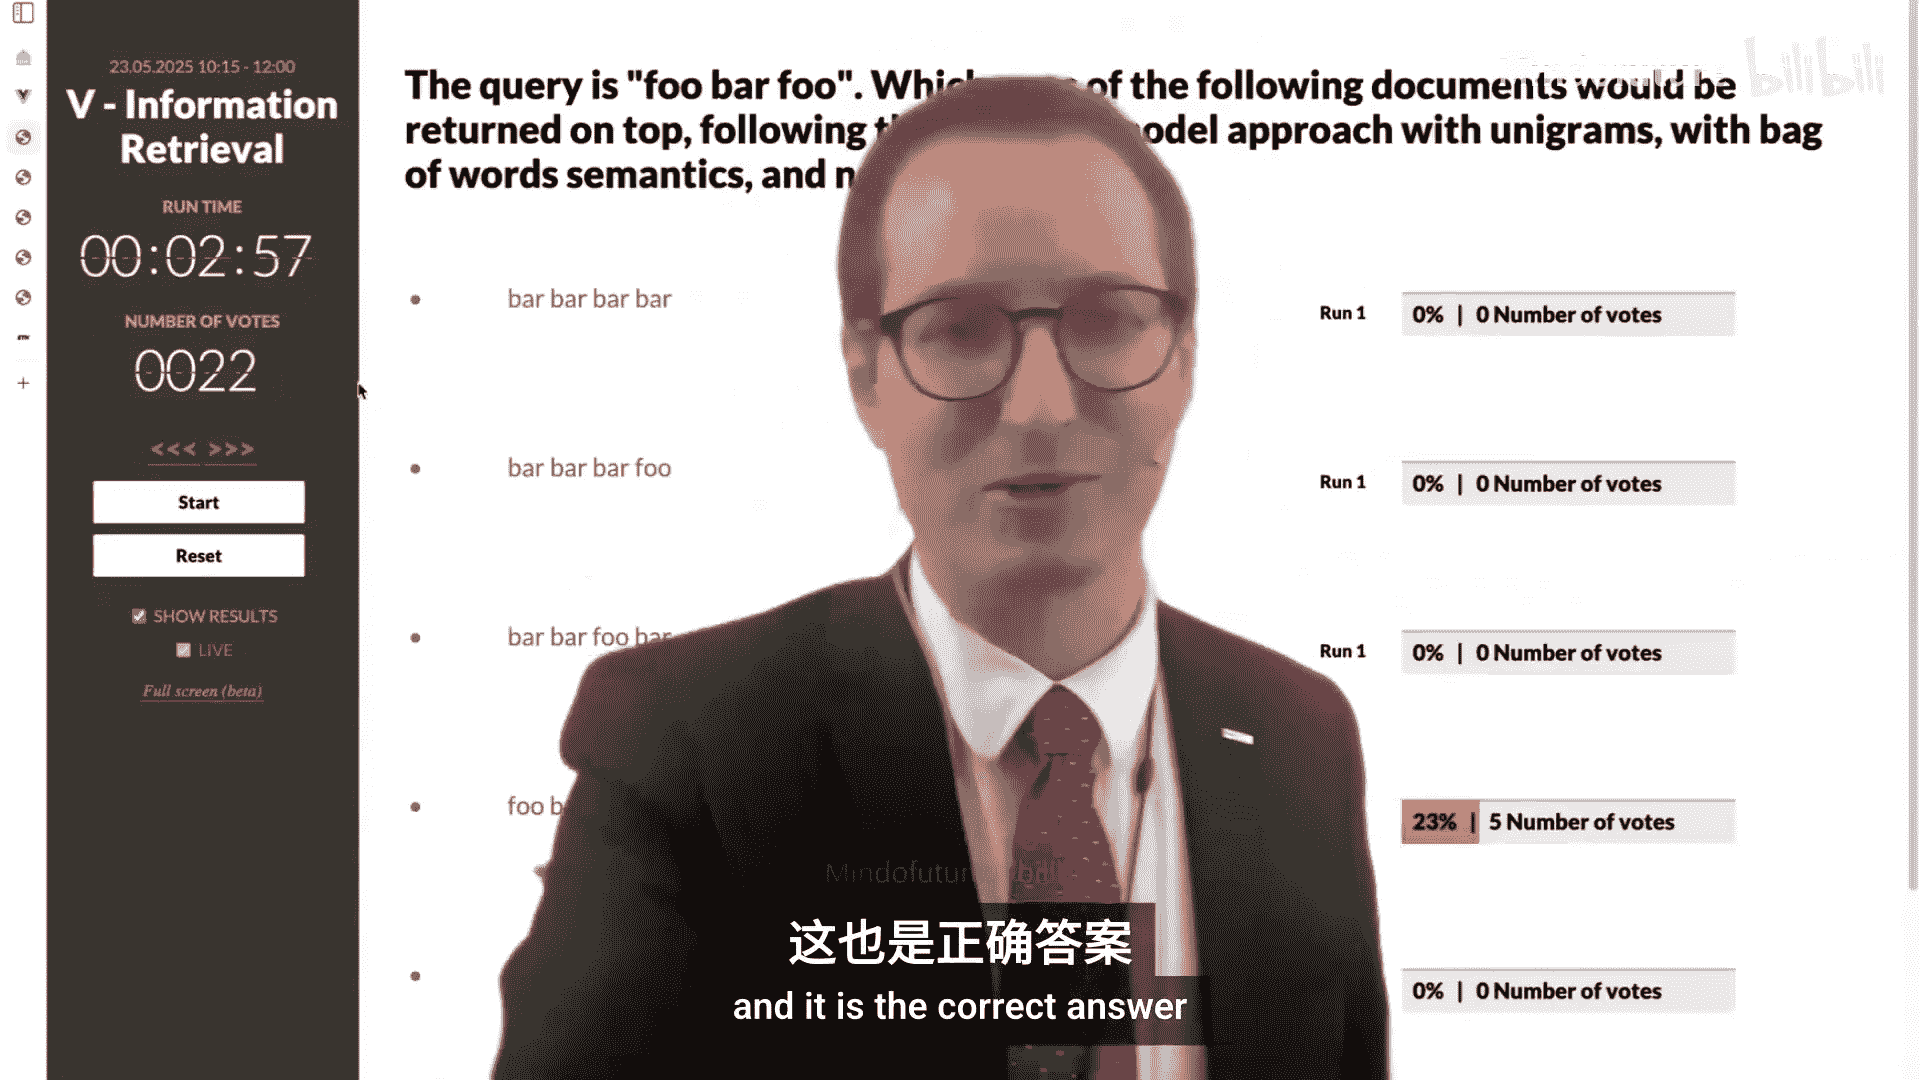 23.05.2025 10:15 - 12:00
V - Information
Retrieval
RUN TIME
00:02:57
NUMBER OF VOTES
0022
<<< >>>
Start
Reset
SHOW RESULTS
LIVE
Full screen (beta)
The query is "foo bar foo". of the following documents would be
returned on top, following approach with unigrams, with bag
of words semantics, and
bar bar bar bar
Run 1
0% | 0 Number of votes
bar bar bar foo
Run 1
0% | 0 Number of votes
bar bar foo bar
Run 1
0% | 0 Number of votes
foo
23% | 5 Number of votes
0% | 0 Number of votes
bilibili
这也是正确答案
and it is the correct answer